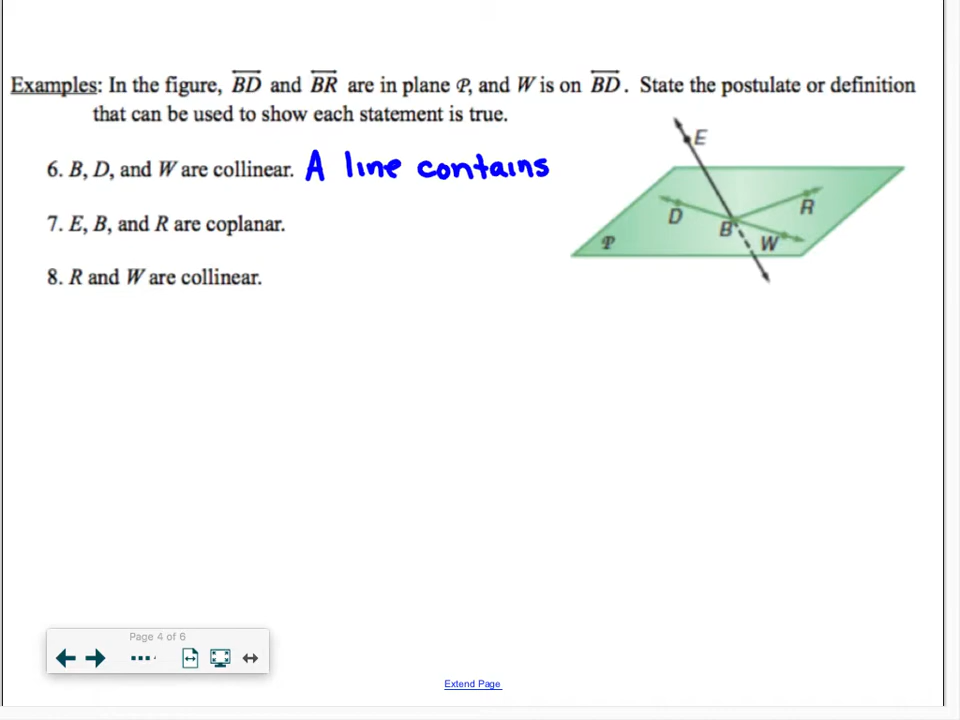 Examples: In the figure, BD and BR are in plane P, and W is on BD. State the postulate or definition
that can be used to show each statement is true.
E
6. B, D, and W are collinear. A line contains
R
D
7. E, B, and R are coplanar.
B
P
W
8. R and W are collinear.
Page 4 of 6
Extend Page